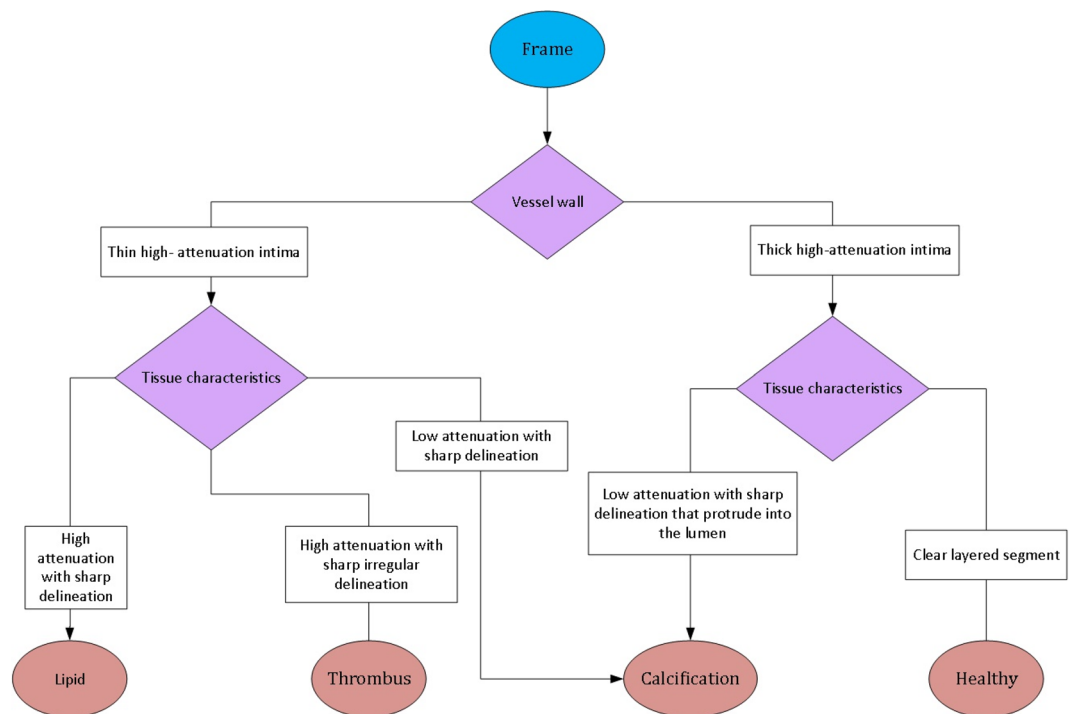 Frame
Vessel wall
Thin high- attenuation intima
Thick high-attenuation intima
Tissue characteristics
Tissue characteristics
Low attenuation with
sharp delineation
Low attenuation with sharp
delineation that protrude into
the lumen
High
attenuation
with sharp
delineation
High attenuation with
sharp irregular
delineation
Clear layered segment
Lipid
Thrombus
Calcification
Healthy